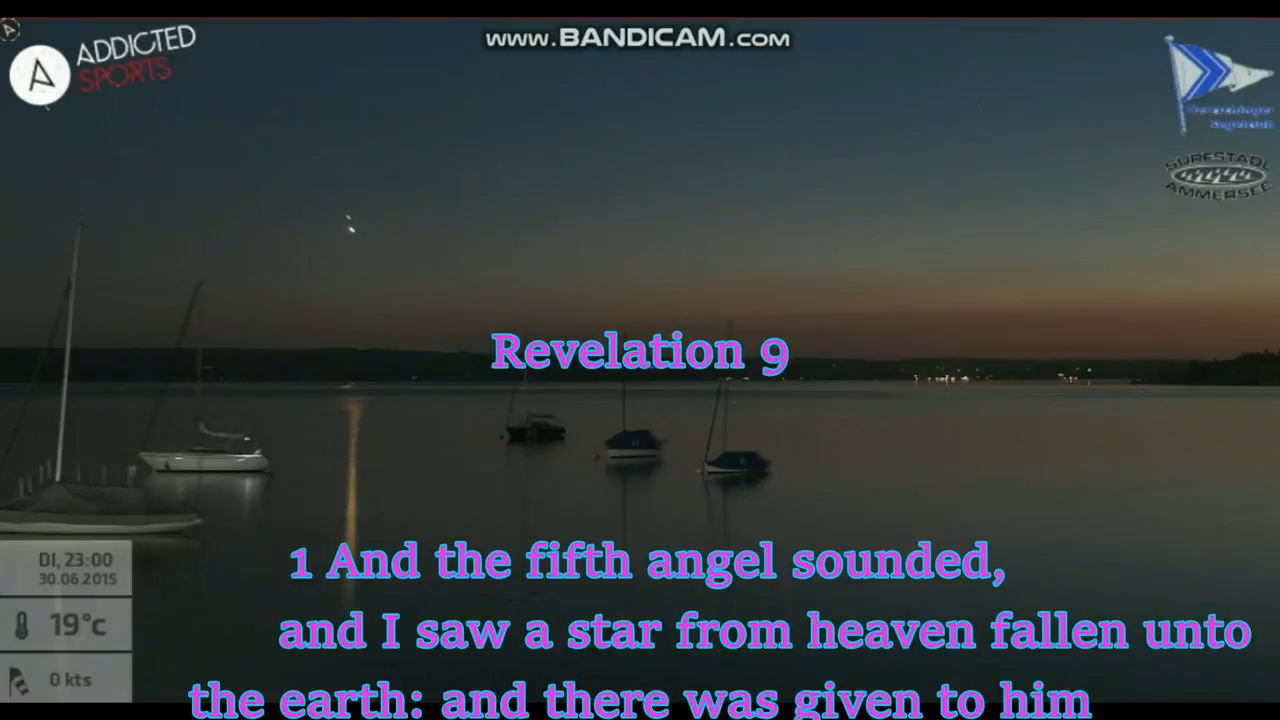 www.BANDICAM.com
ADDICTED
SPORTS
Herrschinger
Segelclub
SURFSTADL
AMMERSEE
Revelation 9
1 And the fifth angel sounded,
and I saw a star from heaven fallen unto
the earth: and there was given to him
DI, 23:00
30.06.2015
19°c
0 kts